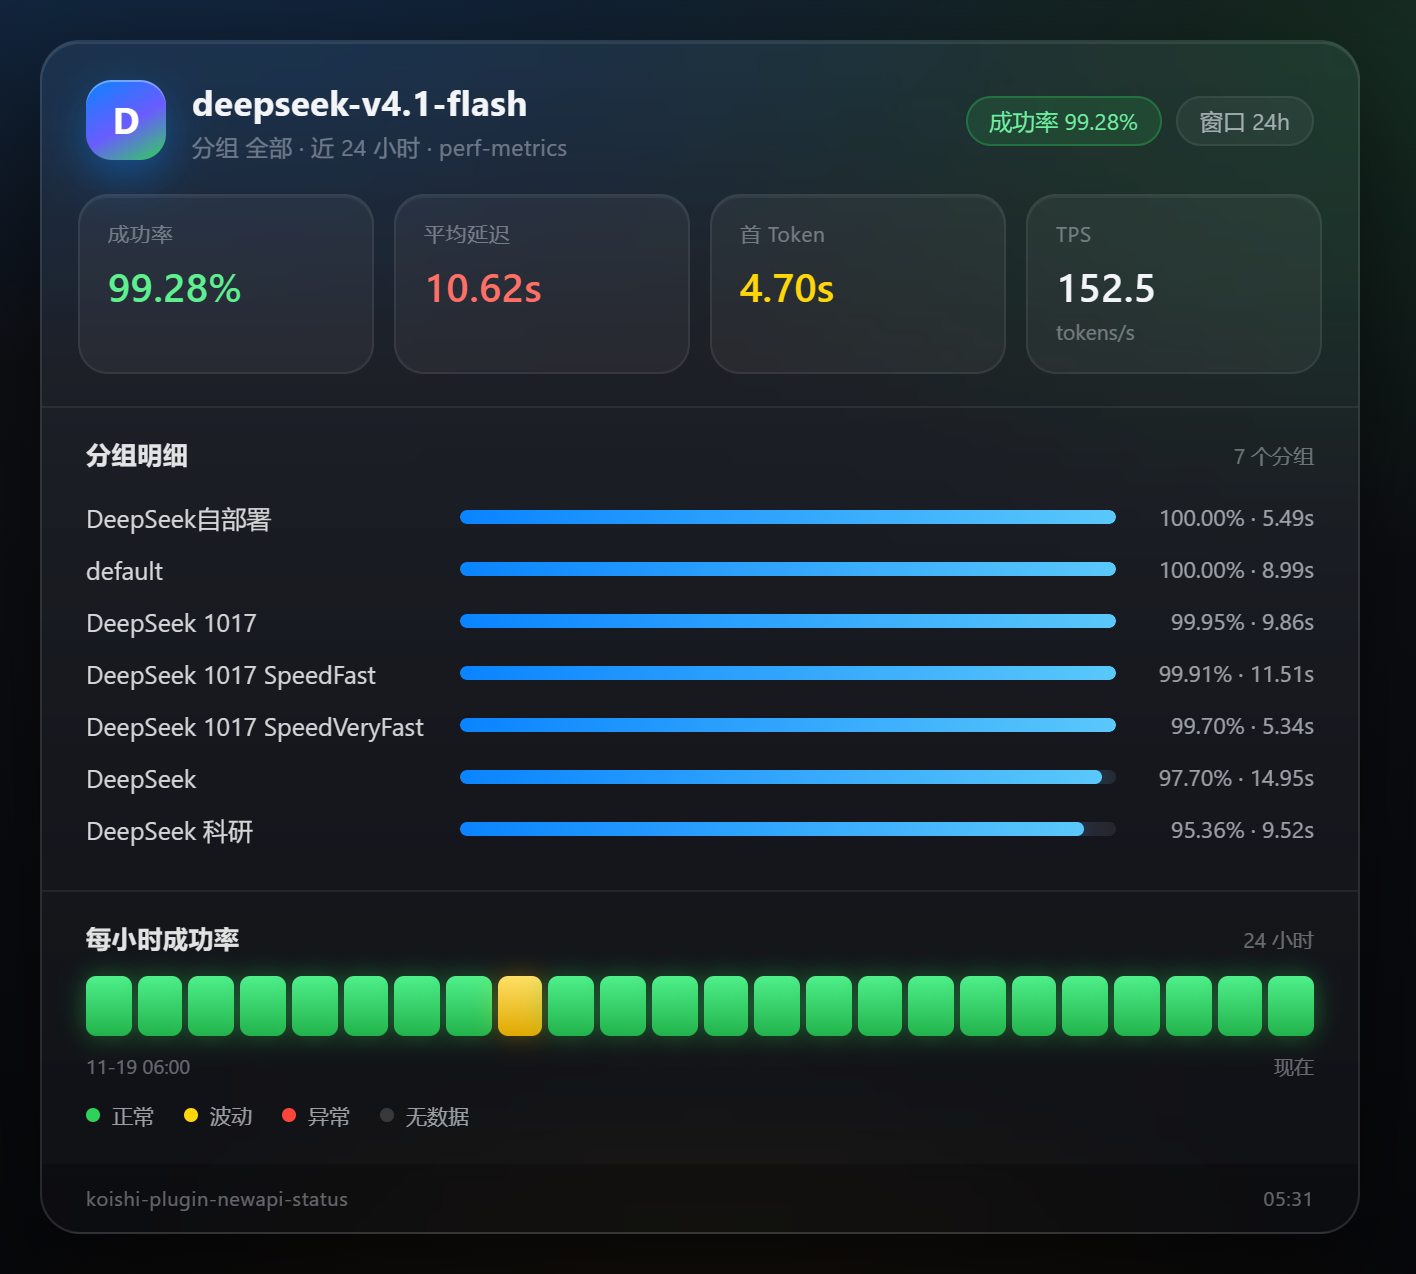 D
deepseek-v4.1-flash
分组 全部 · 近 24 小时 · perf-metrics
成功率 99.28%
窗口 24h
成功率
99.28%
平均延迟
10.62s
首 Token
4.70s
TPS
152.5
tokens/s
分组明细
7 个分组
DeepSeek自部署
100.00% · 5.49s
default
100.00% · 8.99s
DeepSeek 1017
99.95% · 9.86s
DeepSeek 1017 SpeedFast
99.91% · 11.51s
DeepSeek 1017 SpeedVeryFast
99.70% · 5.34s
DeepSeek
97.70% · 14.95s
DeepSeek 科研
95.36% · 9.52s
每小时成功率
24 小时
11-19 06:00
现在
正常
波动
异常
无数据
koishi-plugin-newapi-status
05:31